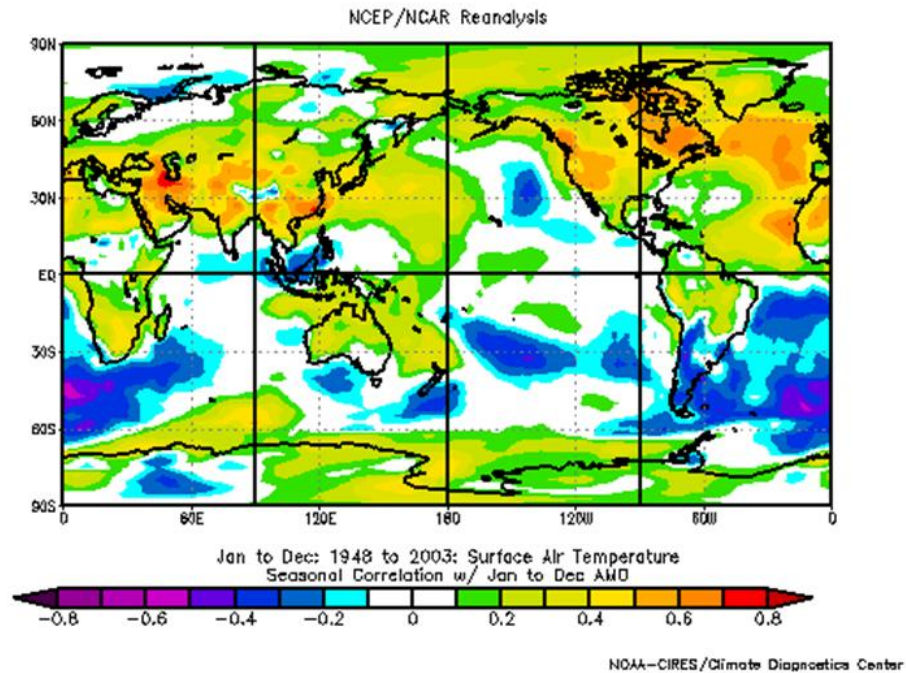 NCEP/NCAR Reanalysis
90N
60N
30N
EQ
30S
60S
90S
0 60E 120E 180 120W 60W 0
Jan to Dec: 1948 to 2003: Surface Air Temperature
Seasonal Correlation w/ Jan to Dec AMO
-0.8 -0.6 -0.4 -0.2 0 0.2 0.4 0.6 0.8
NOAA-CIRES/Climate Diagnostics Center